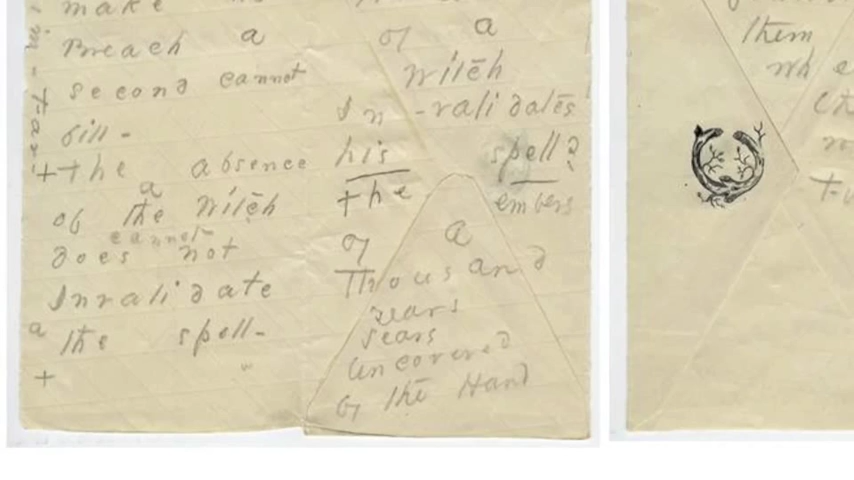 make
Breach a
second cannot
fill -
+ the absence
a
of the Witch
cannot
does not
Invalidate
a the spell -
+
of a
Witch
In -validates
his spell?
the embers
of a
Thousand
years
years
Uncovered
by the Hand
them